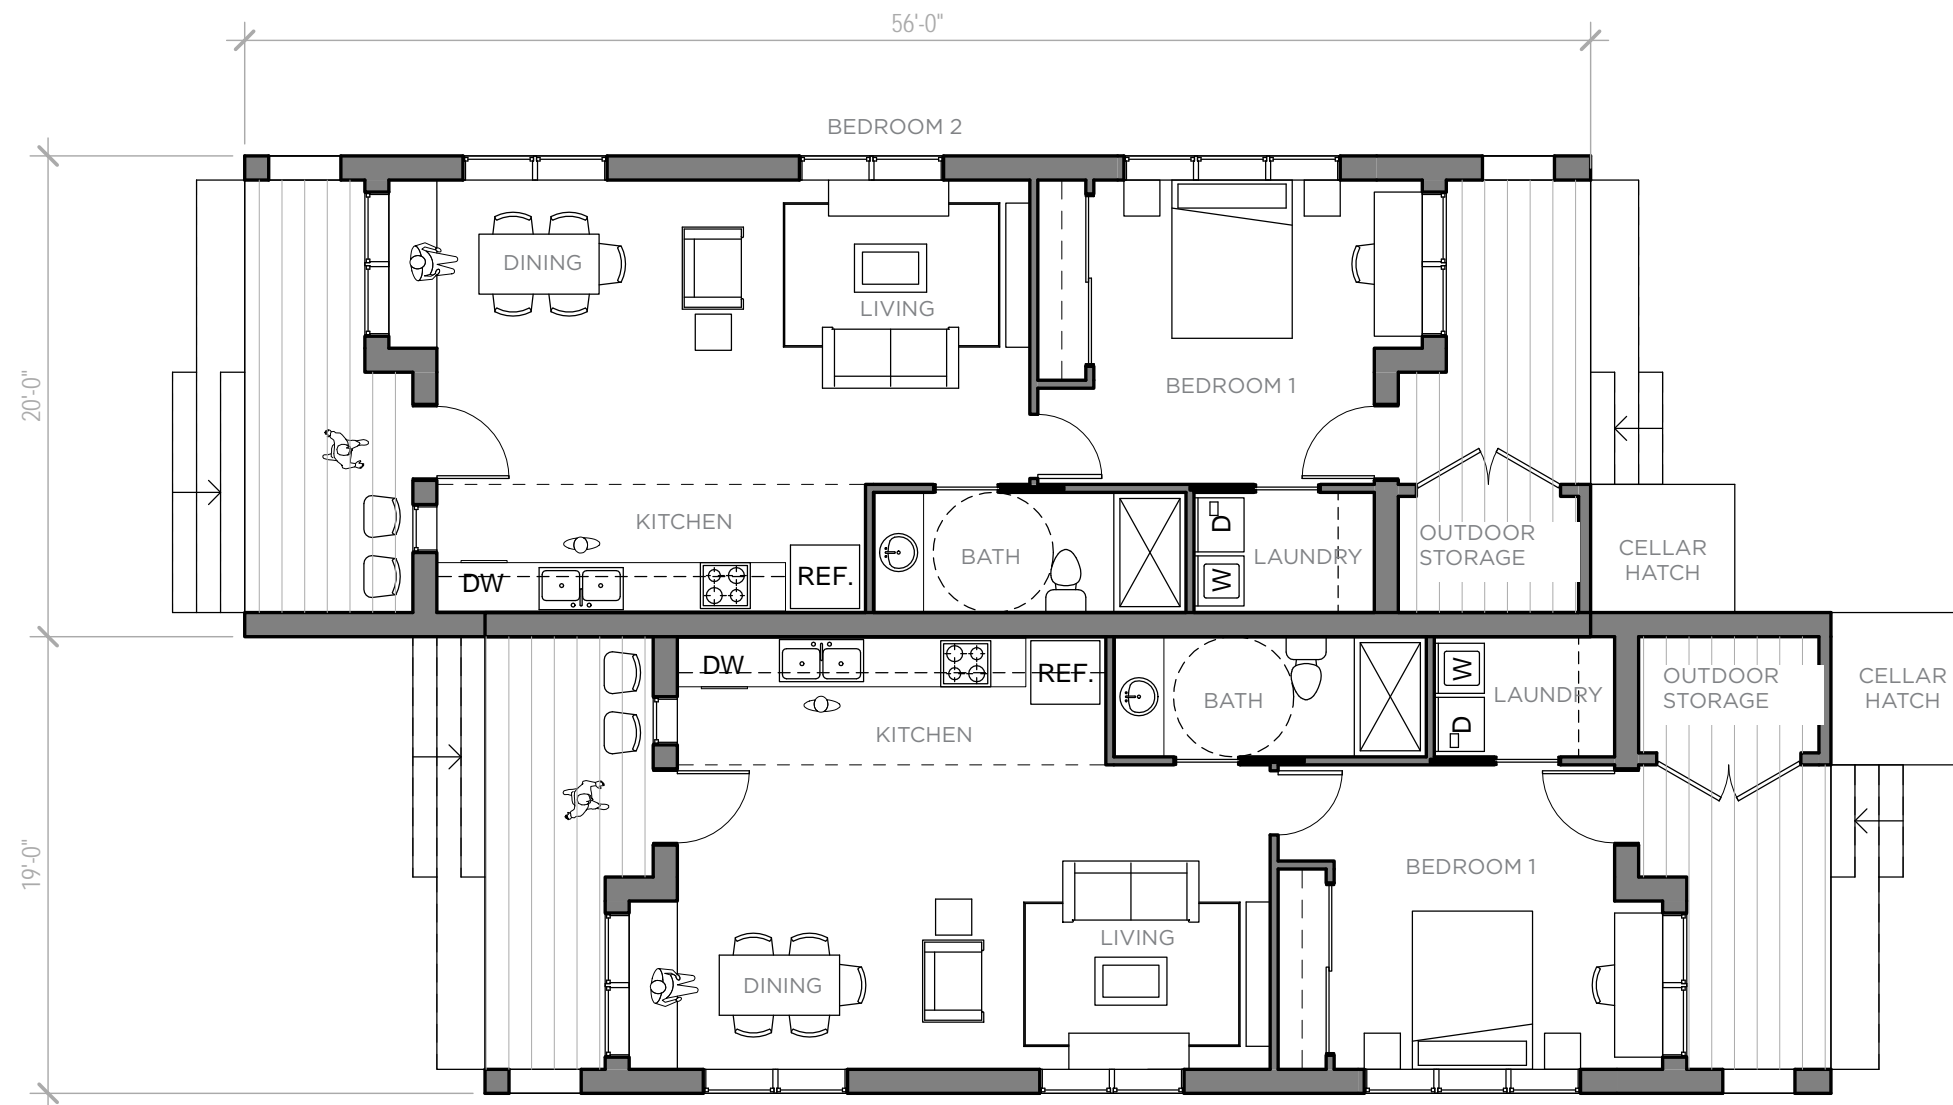 56'-0"
BEDROOM 2
20'-0"
DINING
LIVING
BEDROOM 1
KITCHEN
DW
REF.
BATH
D
W
LAUNDRY
OUTDOOR
STORAGE
CELLAR
HATCH
19'-0"
DW
REF.
KITCHEN
BATH
W
D
LAUNDRY
OUTDOOR
STORAGE
CELLAR
HATCH
BEDROOM 1
LIVING
DINING